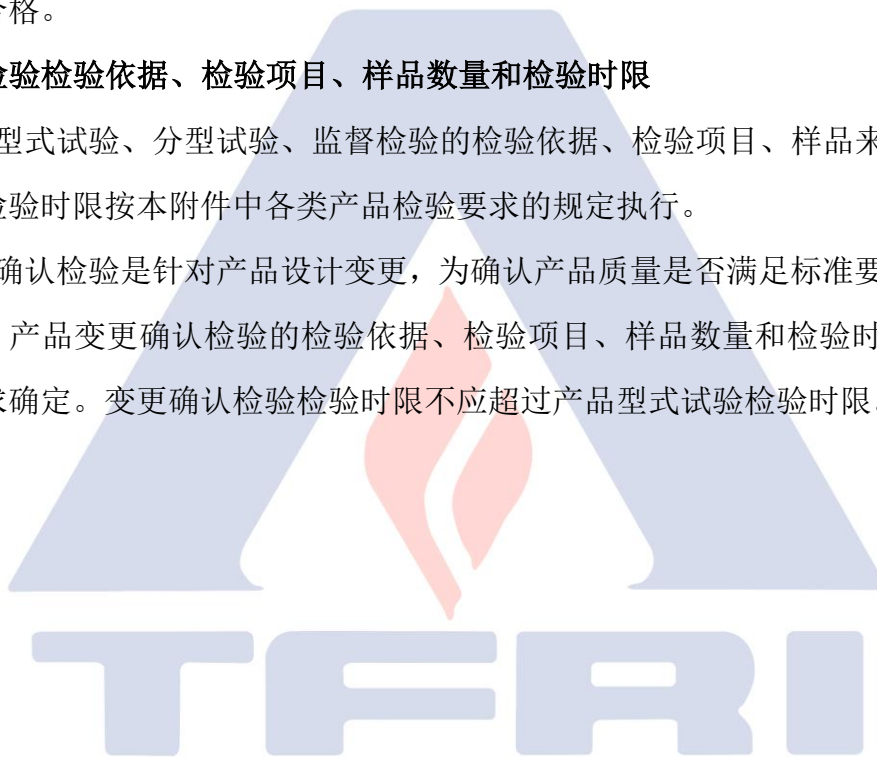 合格。
检验检验依据、检验项目、样品数量和检验时限
型式试验、分型试验、监督检验的检验依据、检验项目、样品来
检验时限按本附件中各类产品检验要求的规定执行。
确认检验是针对产品设计变更，为确认产品质量是否满足标准要
。产品变更确认检验的检验依据、检验项目、样品数量和检验时
求确定。变更确认检验检验时限不应超过产品型式试验检验时限
TFRI